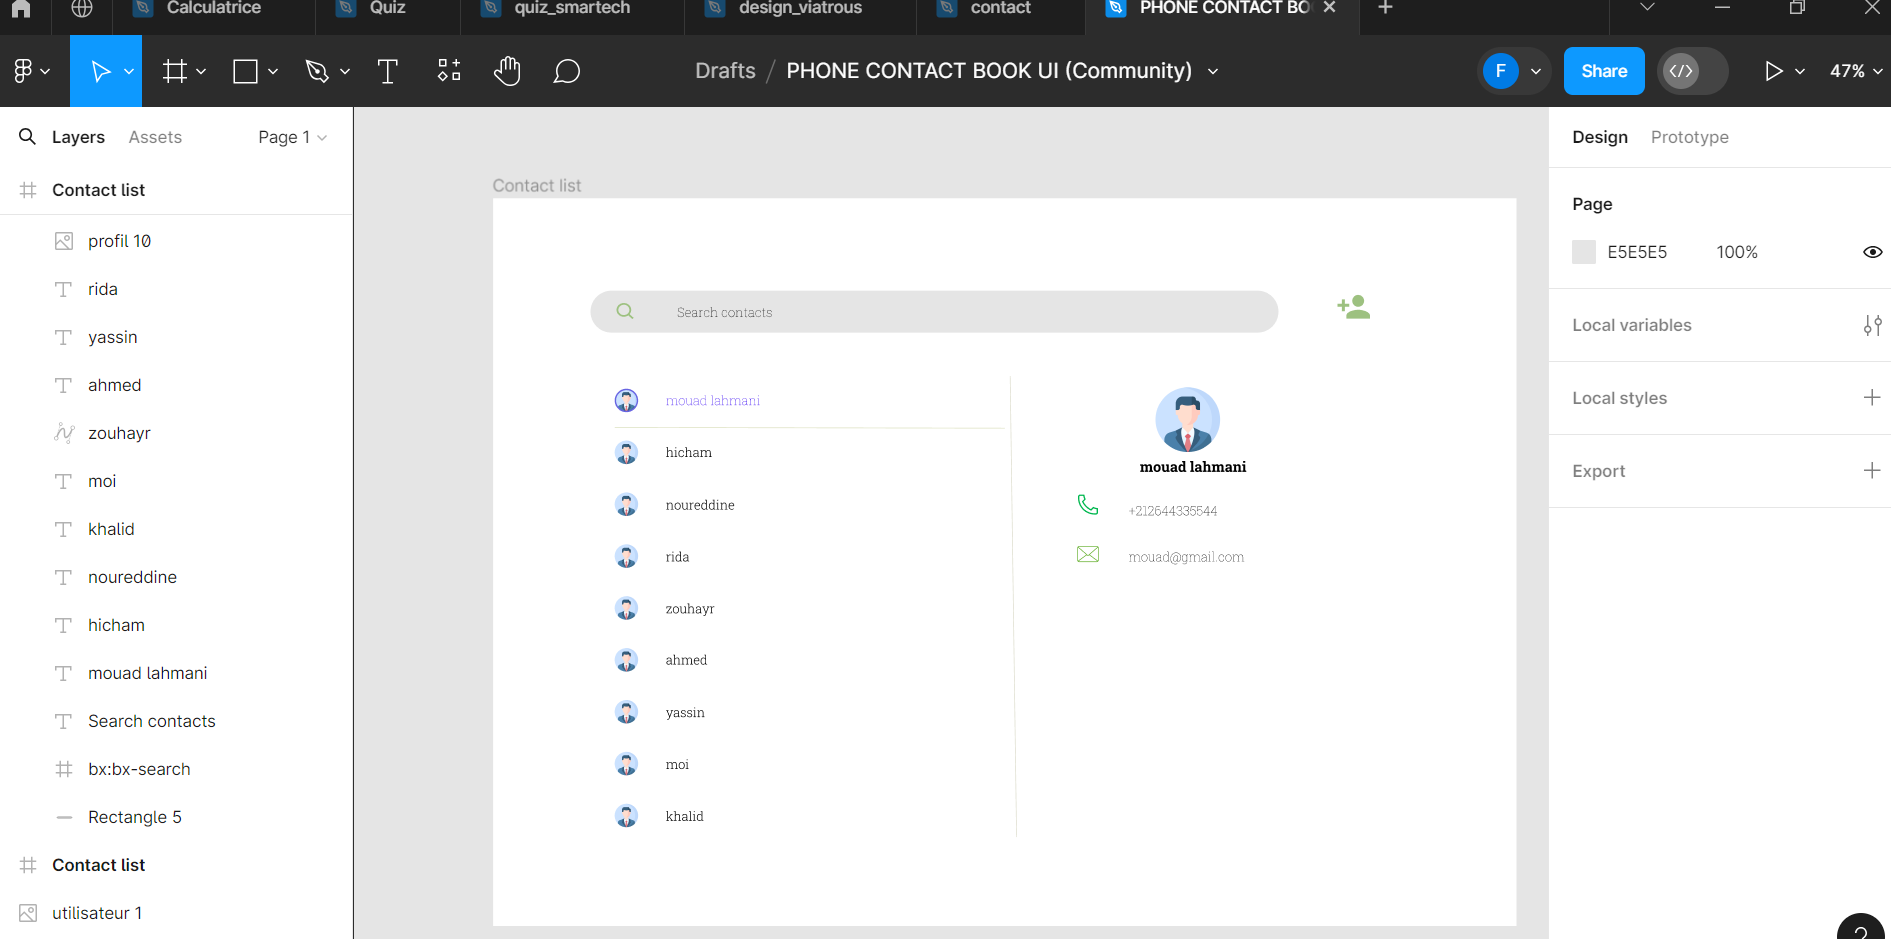 Calculatrice
Quiz
quiz_smartech
design_viatrous
contact
PHONE CONTACT BO
Drafts / PHONE CONTACT BOOK UI (Community)
F
Share
47%
Layers
Assets
Page 1
Contact list
profil 10
rida
yassin
ahmed
zouhayr
moi
khalid
noureddine
hicham
mouad lahmani
Search contacts
bx:bx-search
Rectangle 5
Contact list
utilisateur 1
Contact list
Search contacts
mouad lahmani
hicham
noureddine
rida
zouhayr
ahmed
yassin
moi
khalid
mouad lahmani
+212644335544
mouad@gmail.com
Design
Prototype
Page
E5E5E5
100%
Local variables
Local styles
Export
?